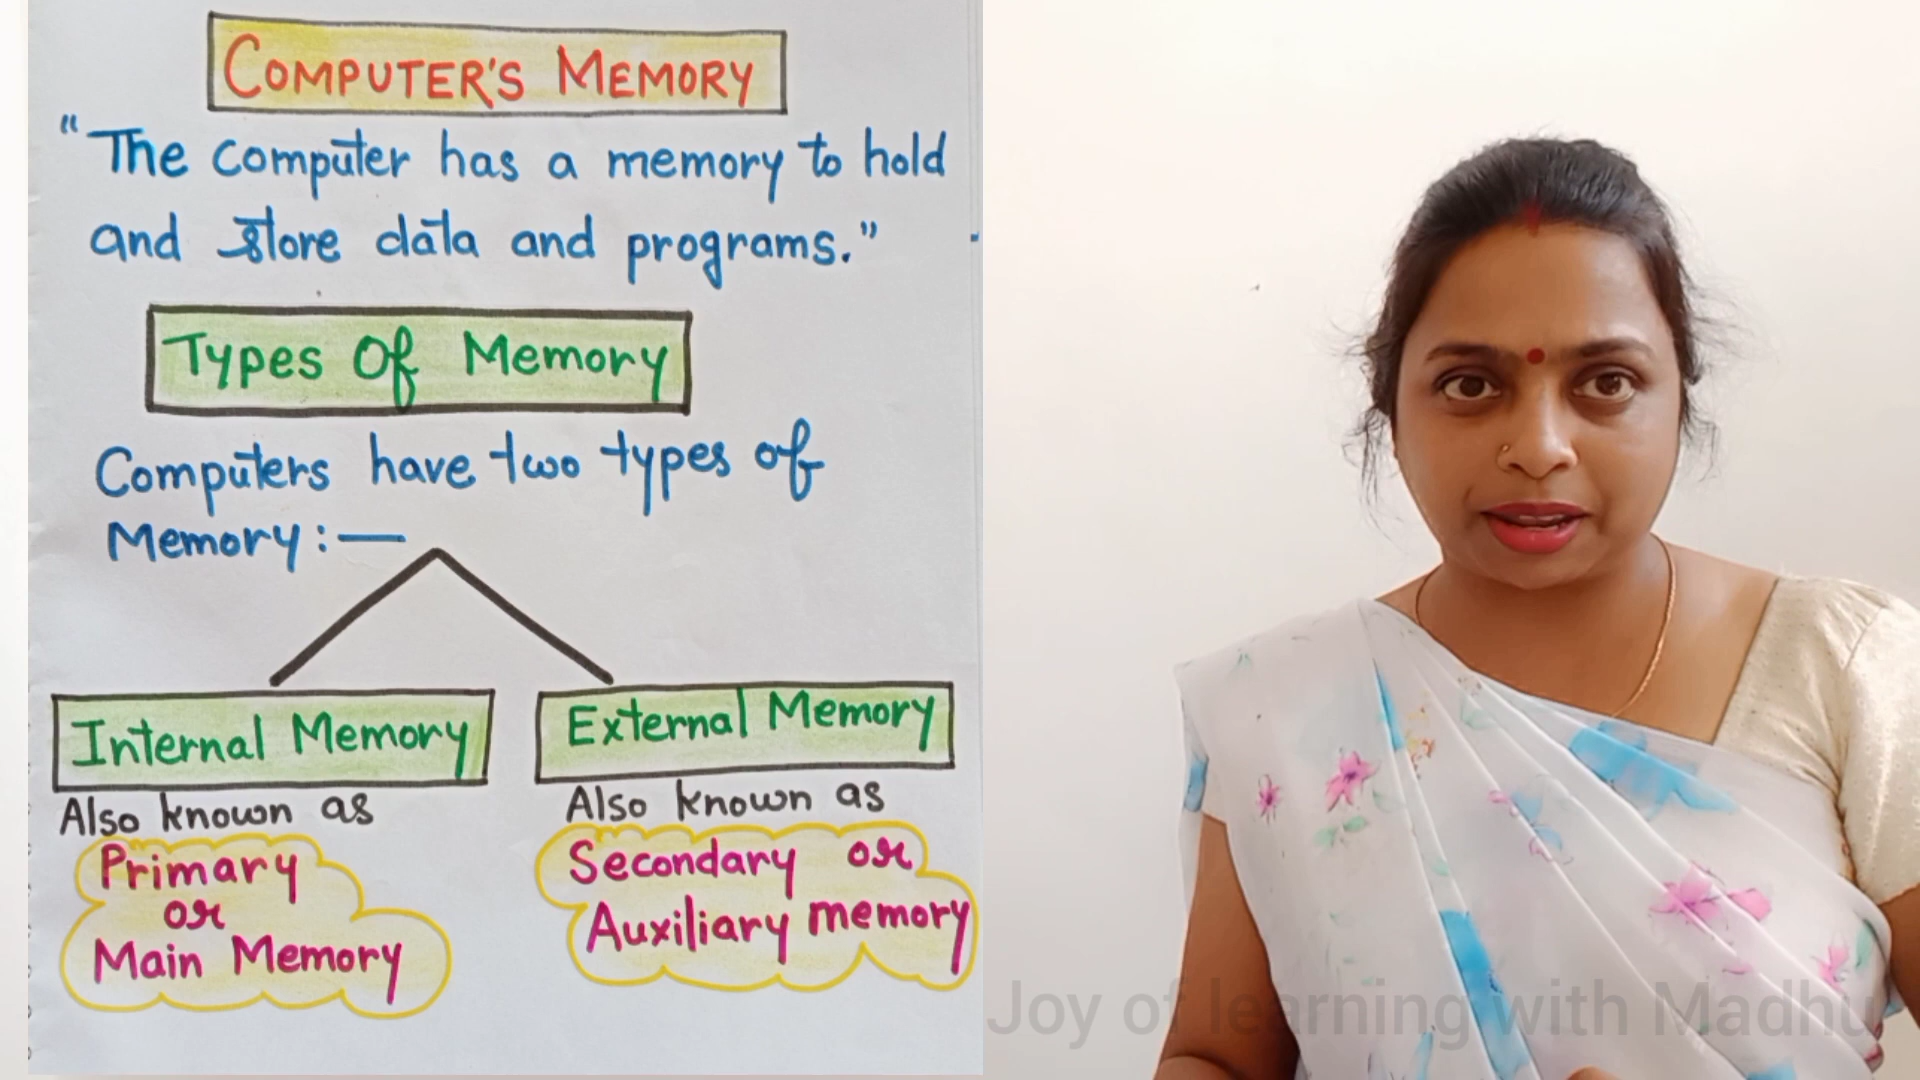 COMPUTER'S MEMORY
"The computer has a memory to hold
and store data and programs."
Types Of Memory
Computers have two types of
Memory:—
Internal Memory
Also known as
Primary
or
Main Memory
External Memory
Also known as
Secondary or
Auxiliary memory
Joy of learning with Madhu